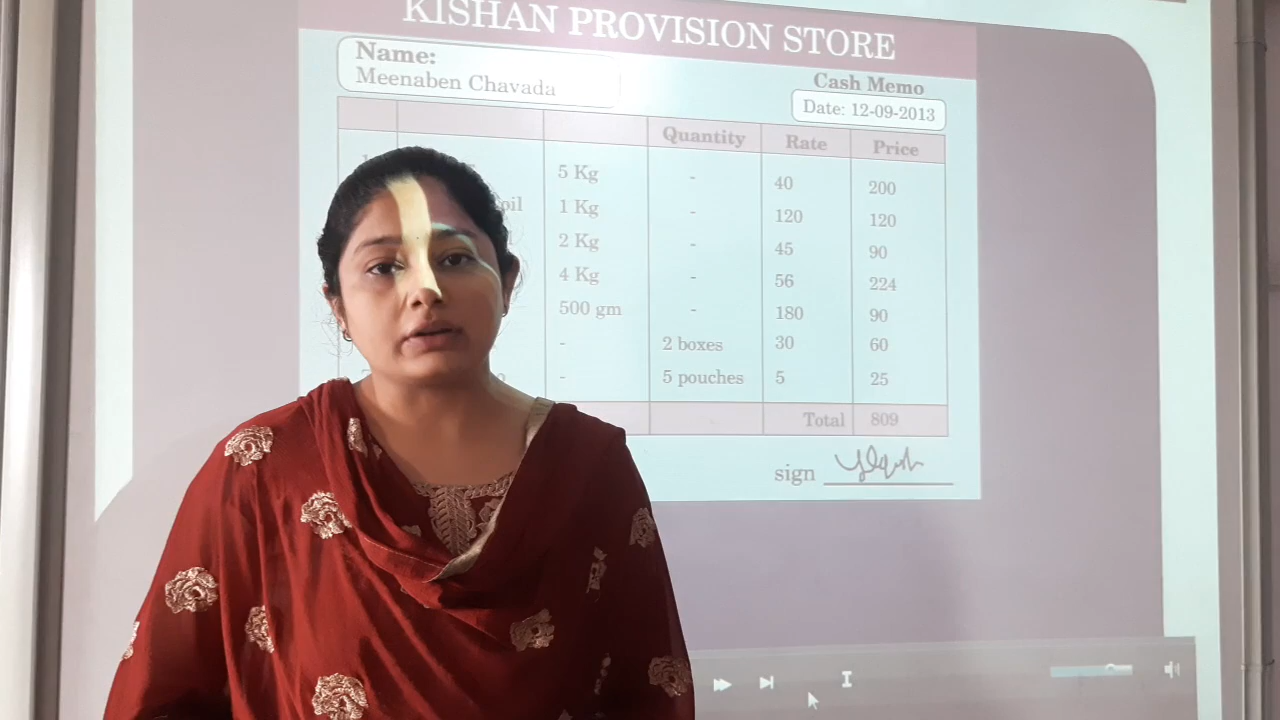 KISHAN PROVISION STORE
Name:
Meenaben Chavada
Cash Memo
Date: 12-09-2013
Quantity Rate Price
5 Kg - 40 200
oil 1 Kg - 120 120
2 Kg - 45 90
4 Kg - 56 224
500 gm - 180 90
- 2 boxes 30 60
- 5 pouches 5 25
Total 809
sign